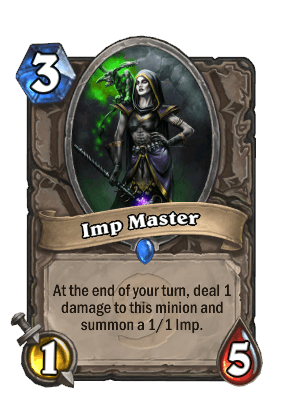 3
Imp Master
At the end of your turn, deal 1
damage to this minion and
summon a 1/1 Imp.
1
5